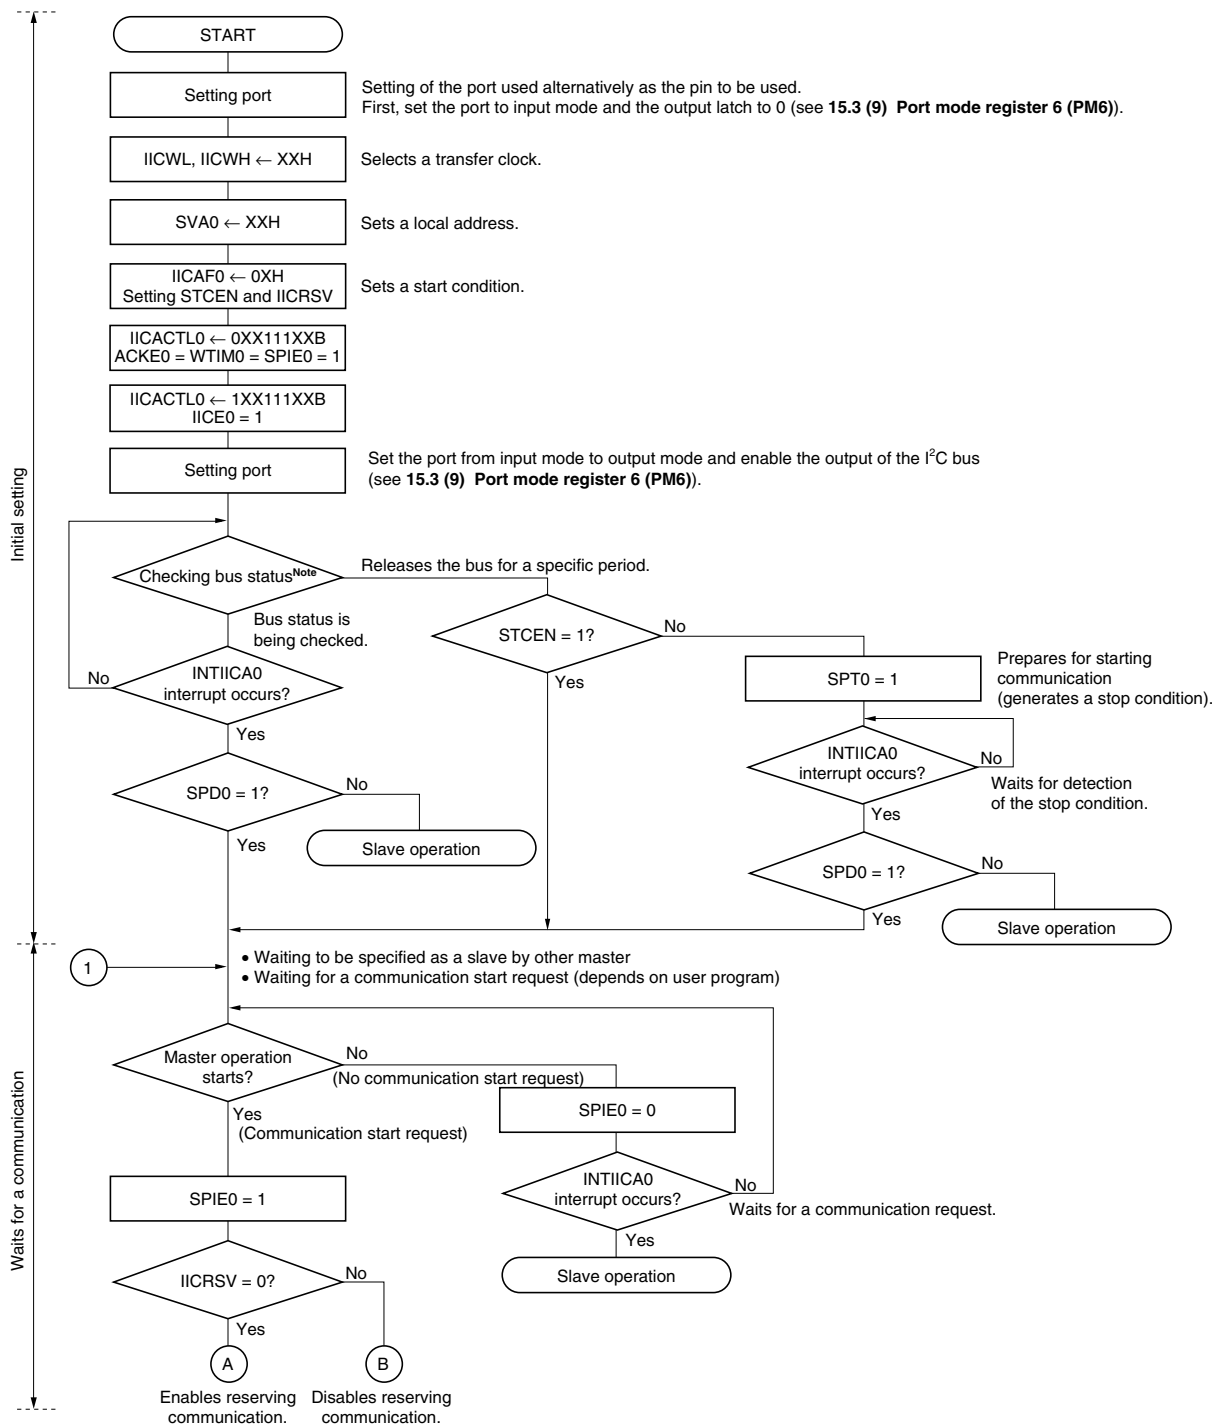 START
Setting port
Setting of the port used alternatively as the pin to be used.
First, set the port to input mode and the output latch to 0 (see 15.3 (9) Port mode register 6 (PM6)).
IICWL, IICWH ← XXH
Selects a transfer clock.
SVA0 ← XXH
Sets a local address.
IICAF0 ← 0XH
Setting STCEN and IICRSV
Sets a start condition.
IICACTL0 ← 0XX111XXB
ACKE0 = WTIM0 = SPIE0 = 1
IICACTL0 ← 1XX111XXB
IICE0 = 1
Setting port
Set the port from input mode to output mode and enable the output of the I²C bus
(see 15.3 (9) Port mode register 6 (PM6)).
Initial setting
Checking bus status Note
Releases the bus for a specific period.
Bus status is
being checked.
STCEN = 1?
No
Yes
No
INTIICA0
interrupt occurs?
Yes
SPT0 = 1
Prepares for starting
communication
(generates a stop condition).
INTIICA0
interrupt occurs?
No
Waits for detection
of the stop condition.
Yes
SPD0 = 1?
No
Yes
Slave operation
SPD0 = 1?
No
Yes
Slave operation
1
• Waiting to be specified as a slave by other master
• Waiting for a communication start request (depends on user program)
Waits for a communication
Master operation
starts?
No
(No communication start request)
Yes
(Communication start request)
SPIE0 = 0
INTIICA0
interrupt occurs?
No
Waits for a communication request.
Yes
Slave operation
SPIE0 = 1
IICRSV = 0?
No
Yes
A
B
Enables reserving
communication.
Disables reserving
communication.